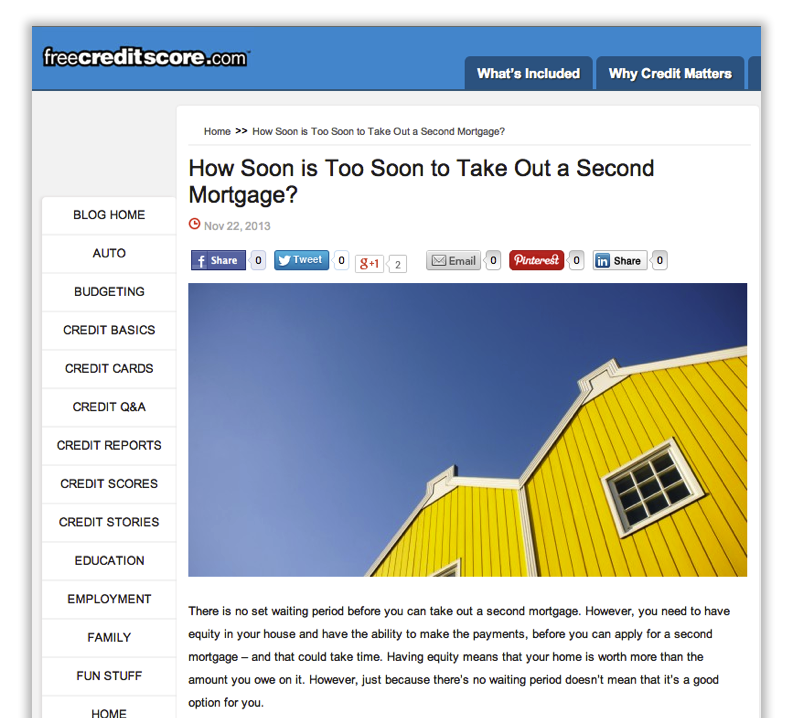 freecreditscore.com
What's Included
Why Credit Matters
Home >> How Soon is Too Soon to Take Out a Second Mortgage?
How Soon is Too Soon to Take Out a Second
Mortgage?
Nov 22, 2013
f Share 0 Tweet 0 g+1 2 Email 0 Pinterest 0 in Share 0
BLOG HOME
AUTO
BUDGETING
CREDIT BASICS
CREDIT CARDS
CREDIT Q&A
CREDIT REPORTS
CREDIT SCORES
CREDIT STORIES
EDUCATION
EMPLOYMENT
FAMILY
FUN STUFF
HOME
There is no set waiting period before you can take out a second mortgage. However, you need to have
equity in your house and have the ability to make the payments, before you can apply for a second
mortgage – and that could take time. Having equity means that your home is worth more than the
amount you owe on it. However, just because there's no waiting period doesn't mean that it's a good
option for you.